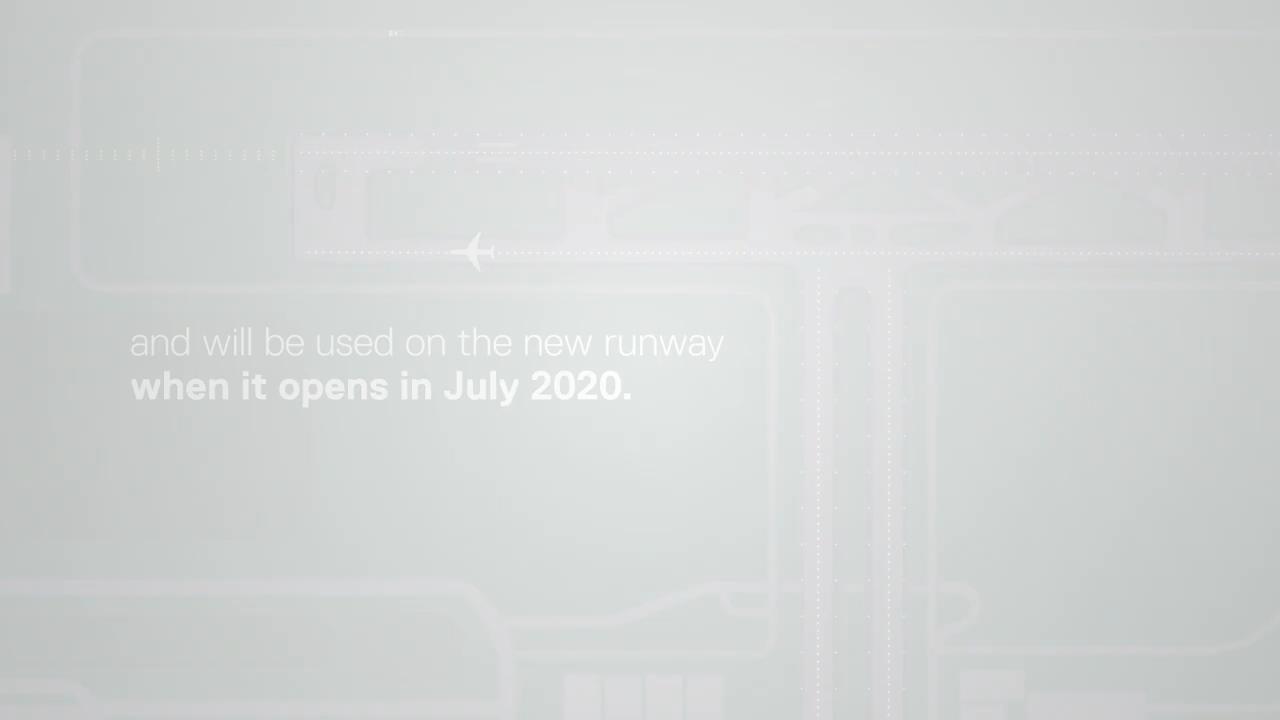 and will be used on the new runway
when it opens in July 2020.